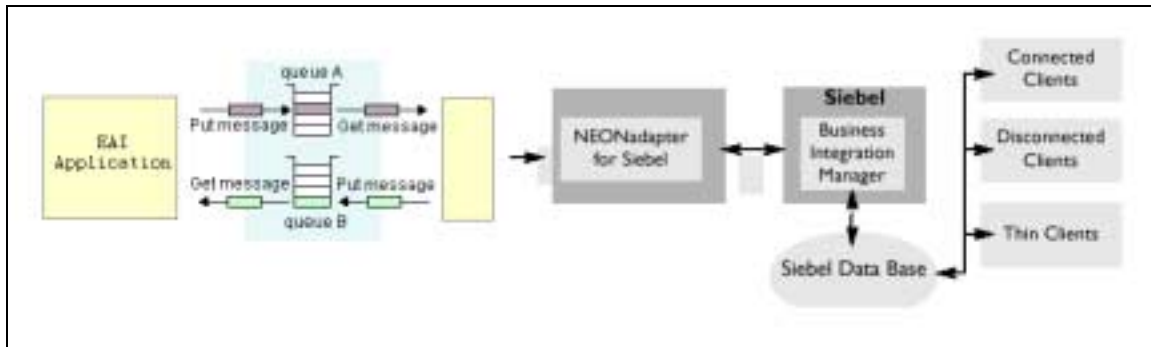 EAI
Application
queue A
Put message
Get message
Get message
Put message
queue B
NEONadapter
for Siebel
Siebel
Business
Integration
Manager
Siebel Data Base
Connected
Clients
Disconnected
Clients
Thin Clients